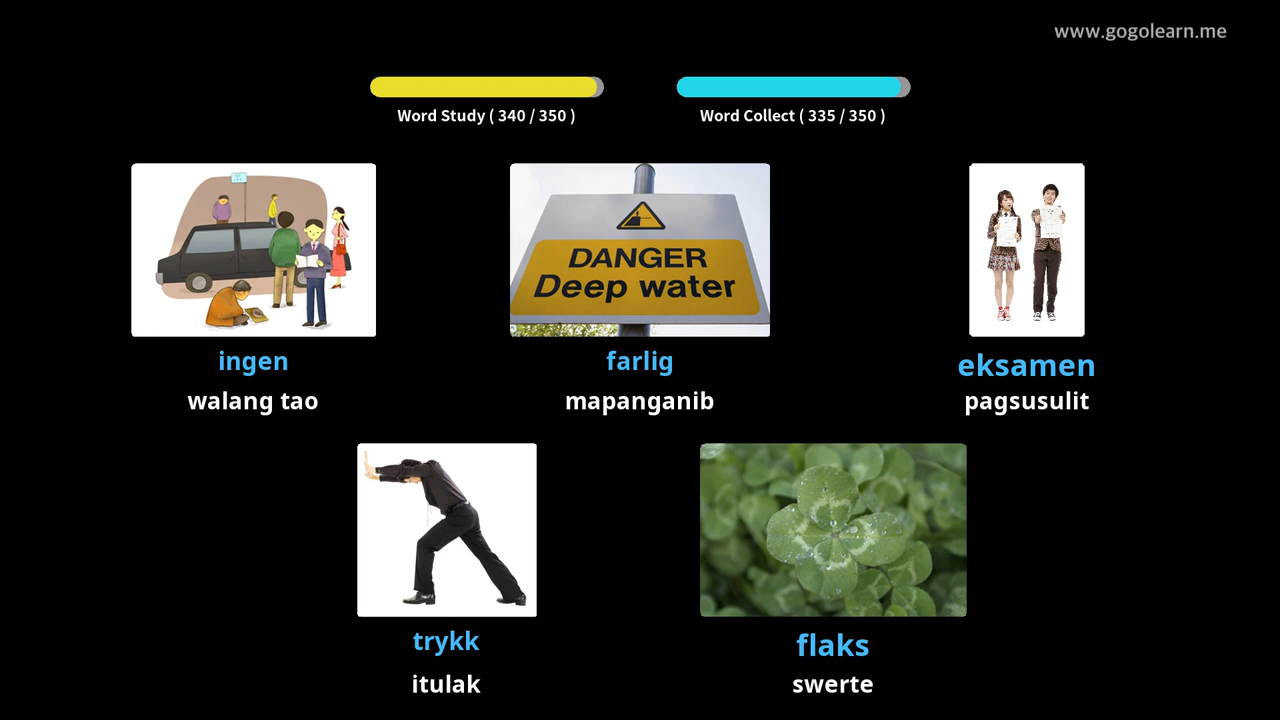 www.gogolearn.me
Word Study ( 340 / 350 )
Word Collect ( 335 / 350 )
DANGER
Deep water
ingen
walang tao
farlig
mapanganib
eksamen
pagsusulit
trykk
itulak
flaks
swerte